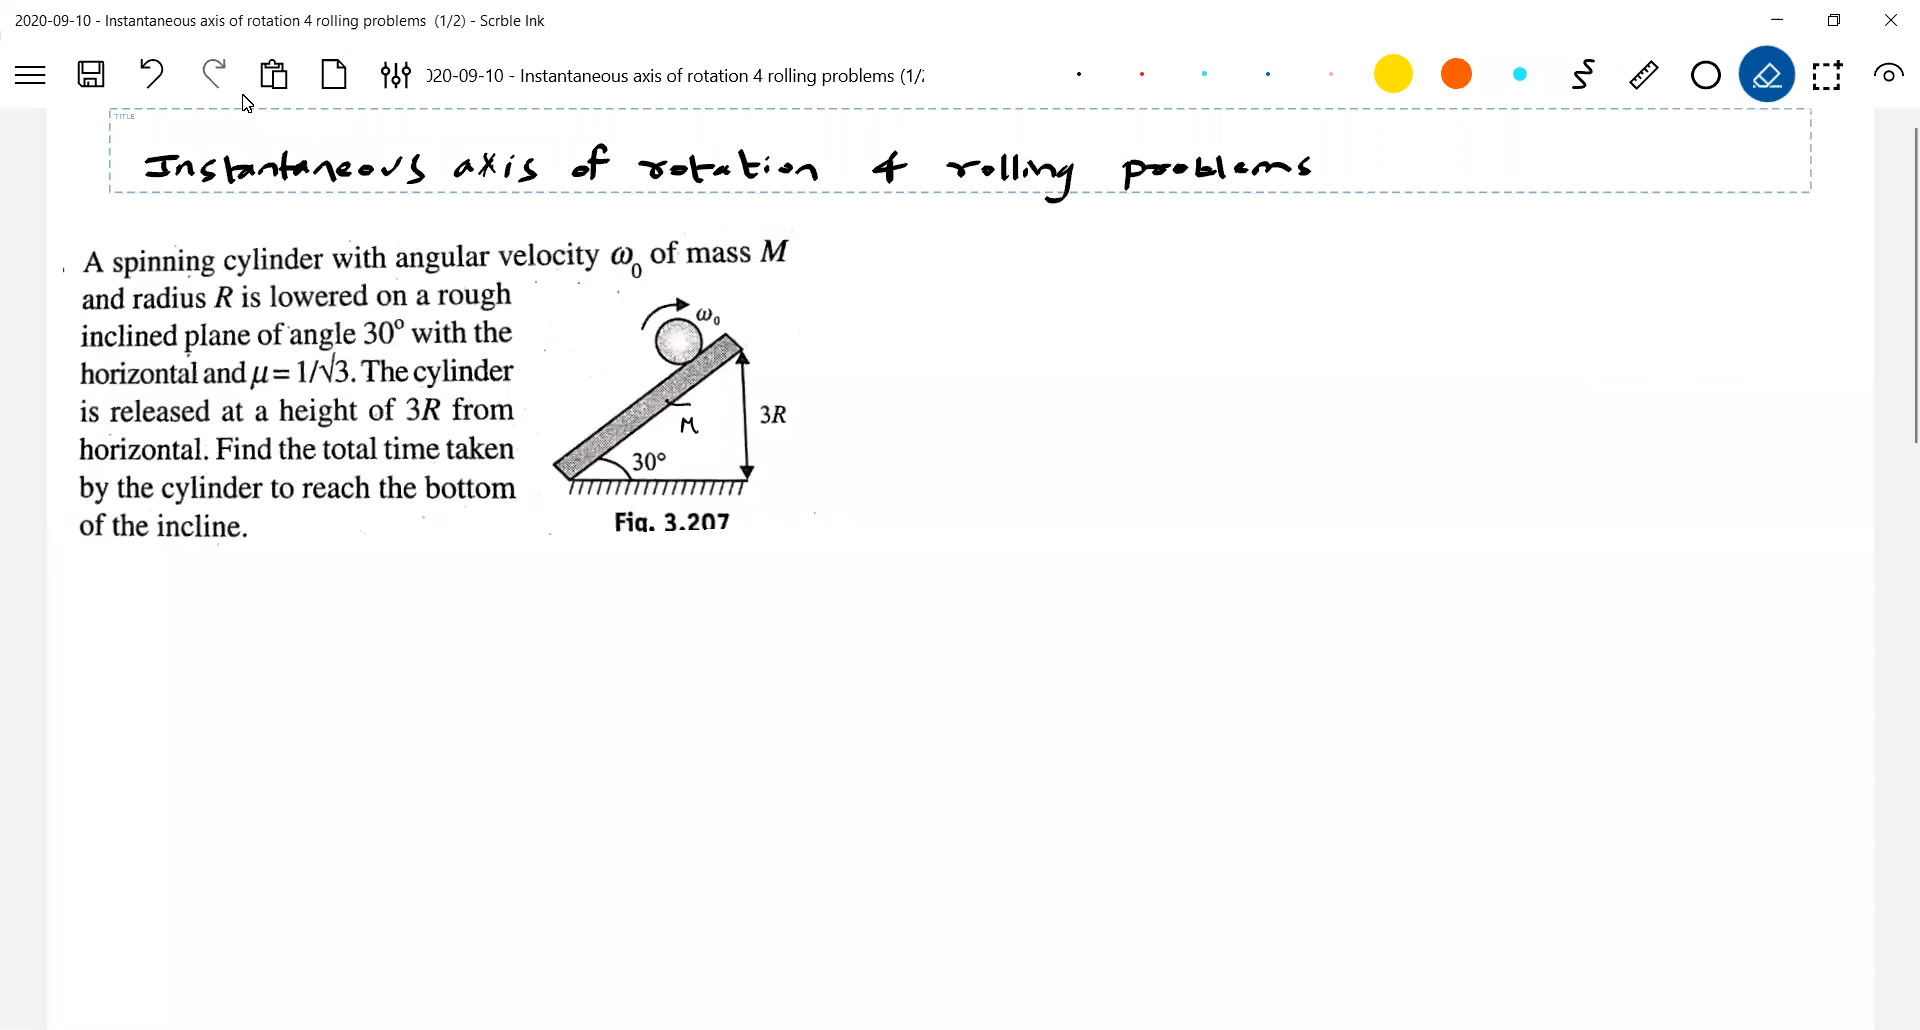 2020-09-10 - Instantaneous axis of rotation 4 rolling problems (1/2) - Scrble Ink
020-09-10 - Instantaneous axis of rotation 4 rolling problems (1/2
TITLE
Instantaneous axis of rotation 4 rolling problems
A spinning cylinder with angular velocity ω₀ of mass M
and radius R is lowered on a rough
inclined plane of angle 30° with the
horizontal and μ = 1/√3. The cylinder
is released at a height of 3R from
horizontal. Find the total time taken
by the cylinder to reach the bottom
of the incline.
ω₀
3R
M
30°
Fig. 3.207